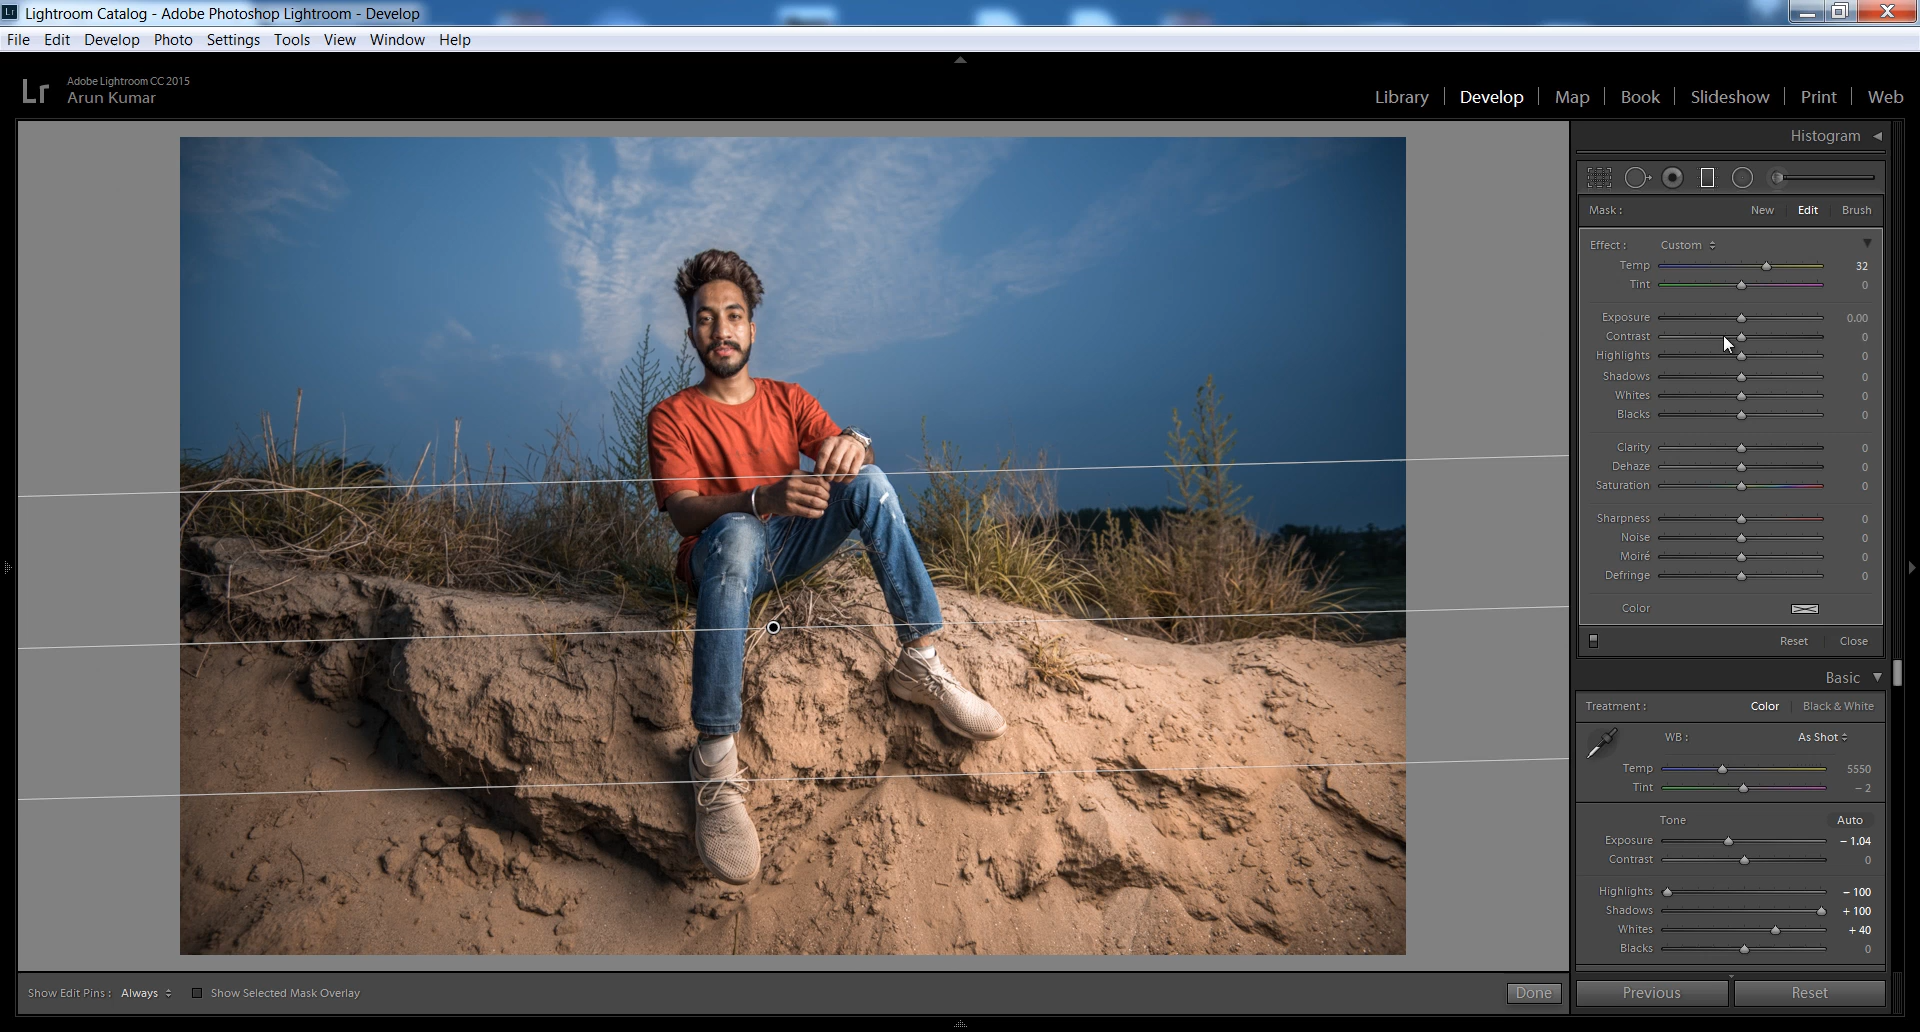 Lightroom Catalog - Adobe Photoshop Lightroom - Develop
File Edit Develop Photo Settings Tools View Window Help
Lr Adobe Lightroom CC 2015
Arun Kumar
Library Develop Map Book Slideshow Print Web
Histogram
Mask : New Edit Brush
Effect : Custom
Temp 32
Tint 0
Exposure 0.00
Contrast 0
Highlights 0
Shadows 0
Whites 0
Blacks 0
Clarity 0
Dehaze 0
Saturation 0
Sharpness 0
Noise 0
Moiré 0
Defringe 0
Color
Reset Close
Basic
Treatment : Color Black & White
WB : As Shot
Temp 5550
Tint – 2
Tone Auto
Exposure – 1.04
Contrast 0
Highlights – 100
Shadows + 100
Whites + 40
Blacks 0
Show Edit Pins : Always Show Selected Mask Overlay Done Previous Reset